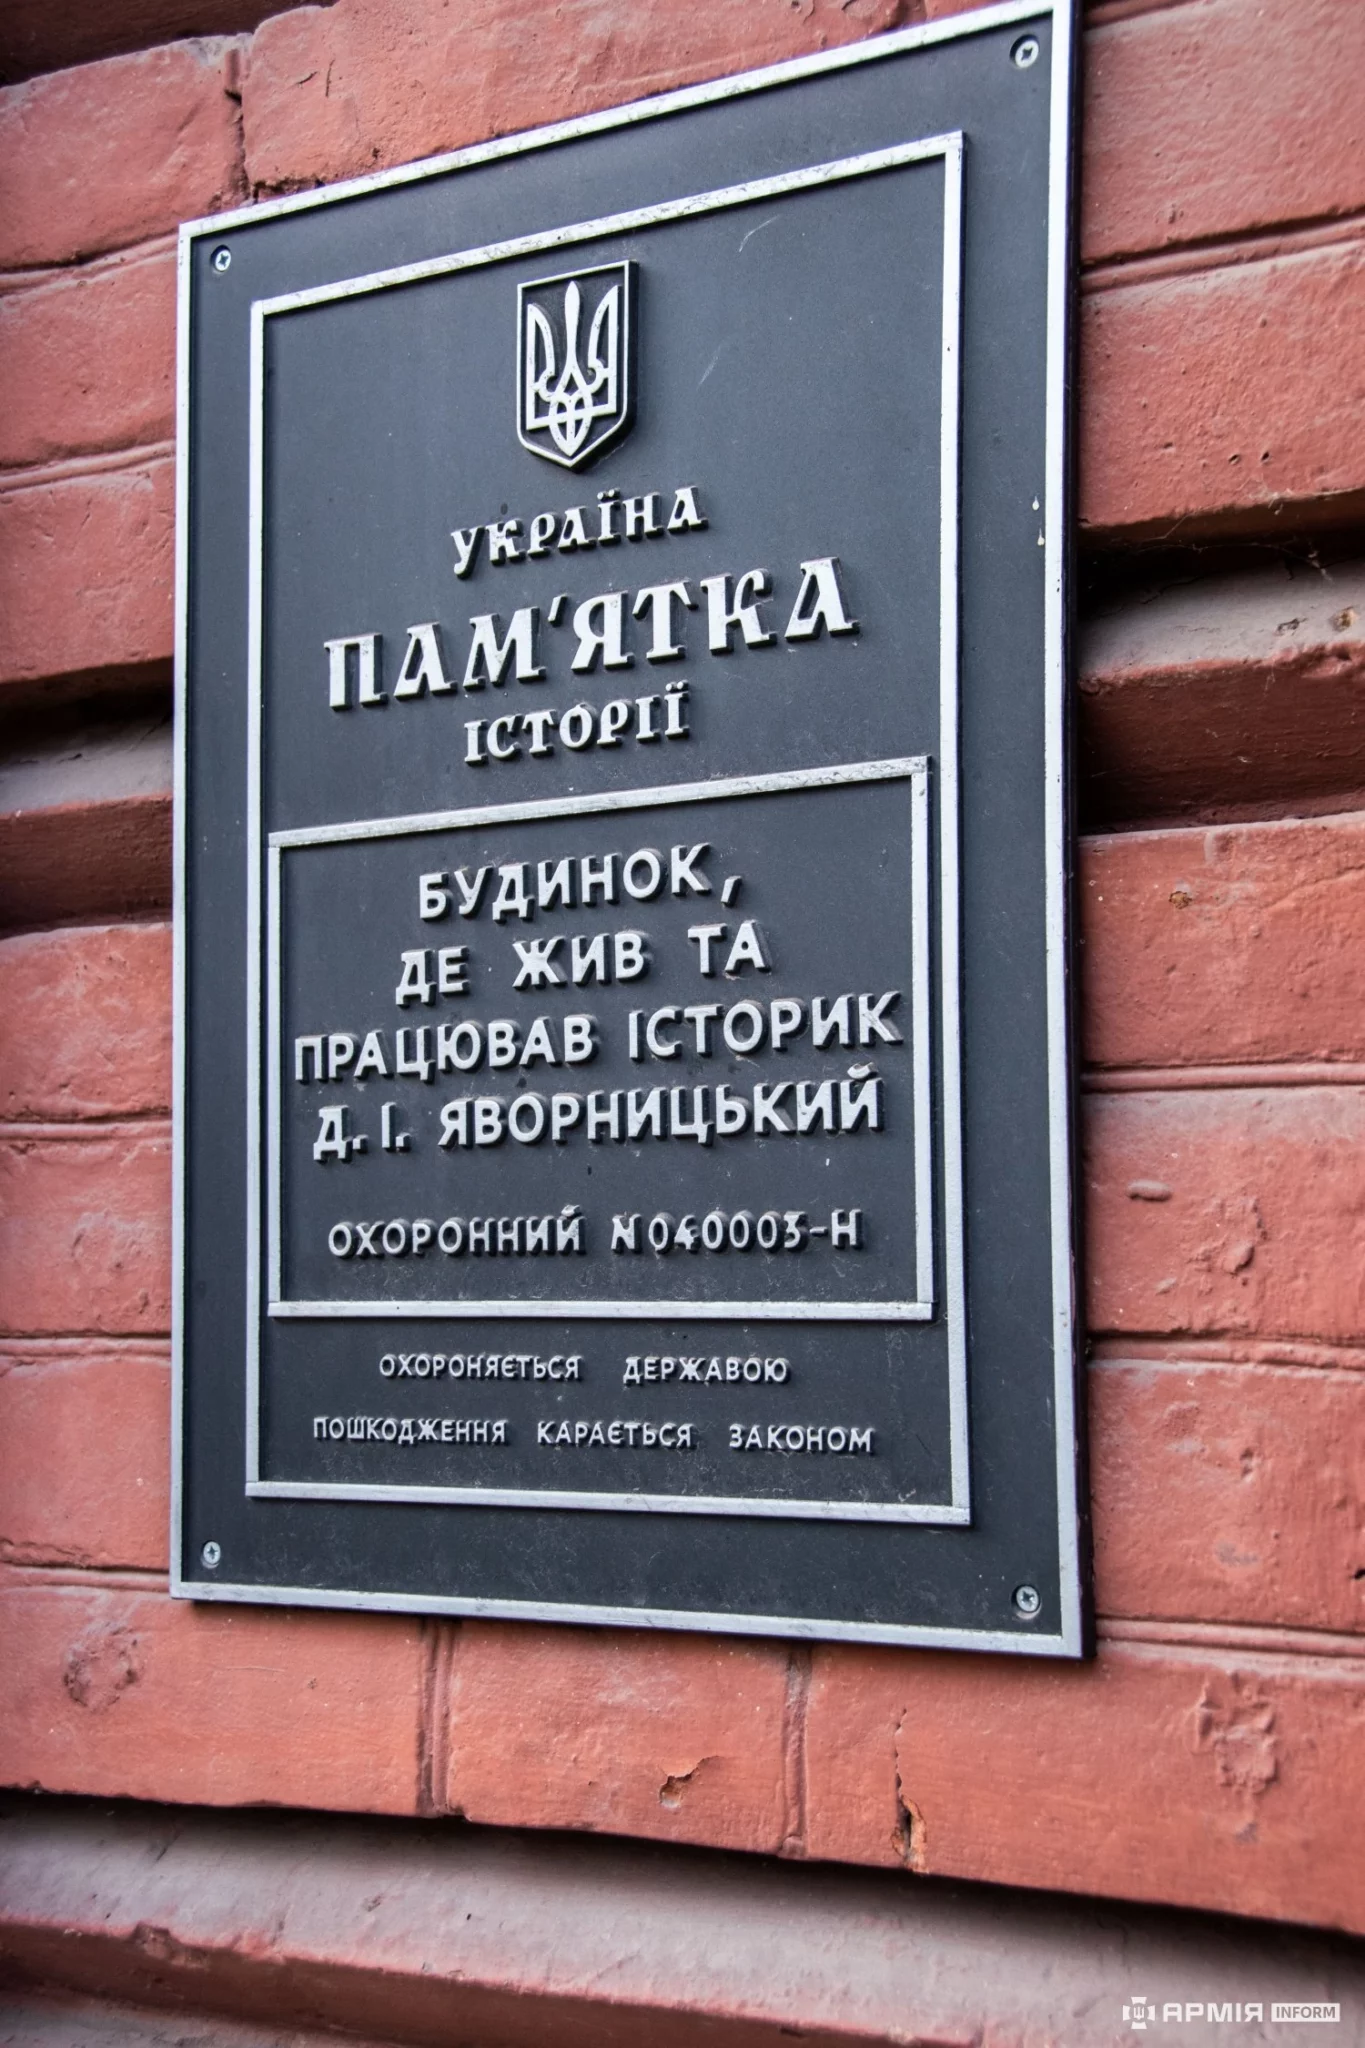 УКРАЇНА
ПАМ'ЯТКА
ІСТОРІЇ
БУДИНОК,
ДЕ ЖИВ ТА
ПРАЦЮВАВ ІСТОРИК
Д. І. ЯВОРНИЦЬКИЙ
ОХОРОННИЙ N040003-Н
ОХОРОНЯЄТЬСЯ ДЕРЖАВОЮ
ПОШКОДЖЕННЯ КАРАЄТЬСЯ ЗАКОНОМ
АРМІЯ INFORM